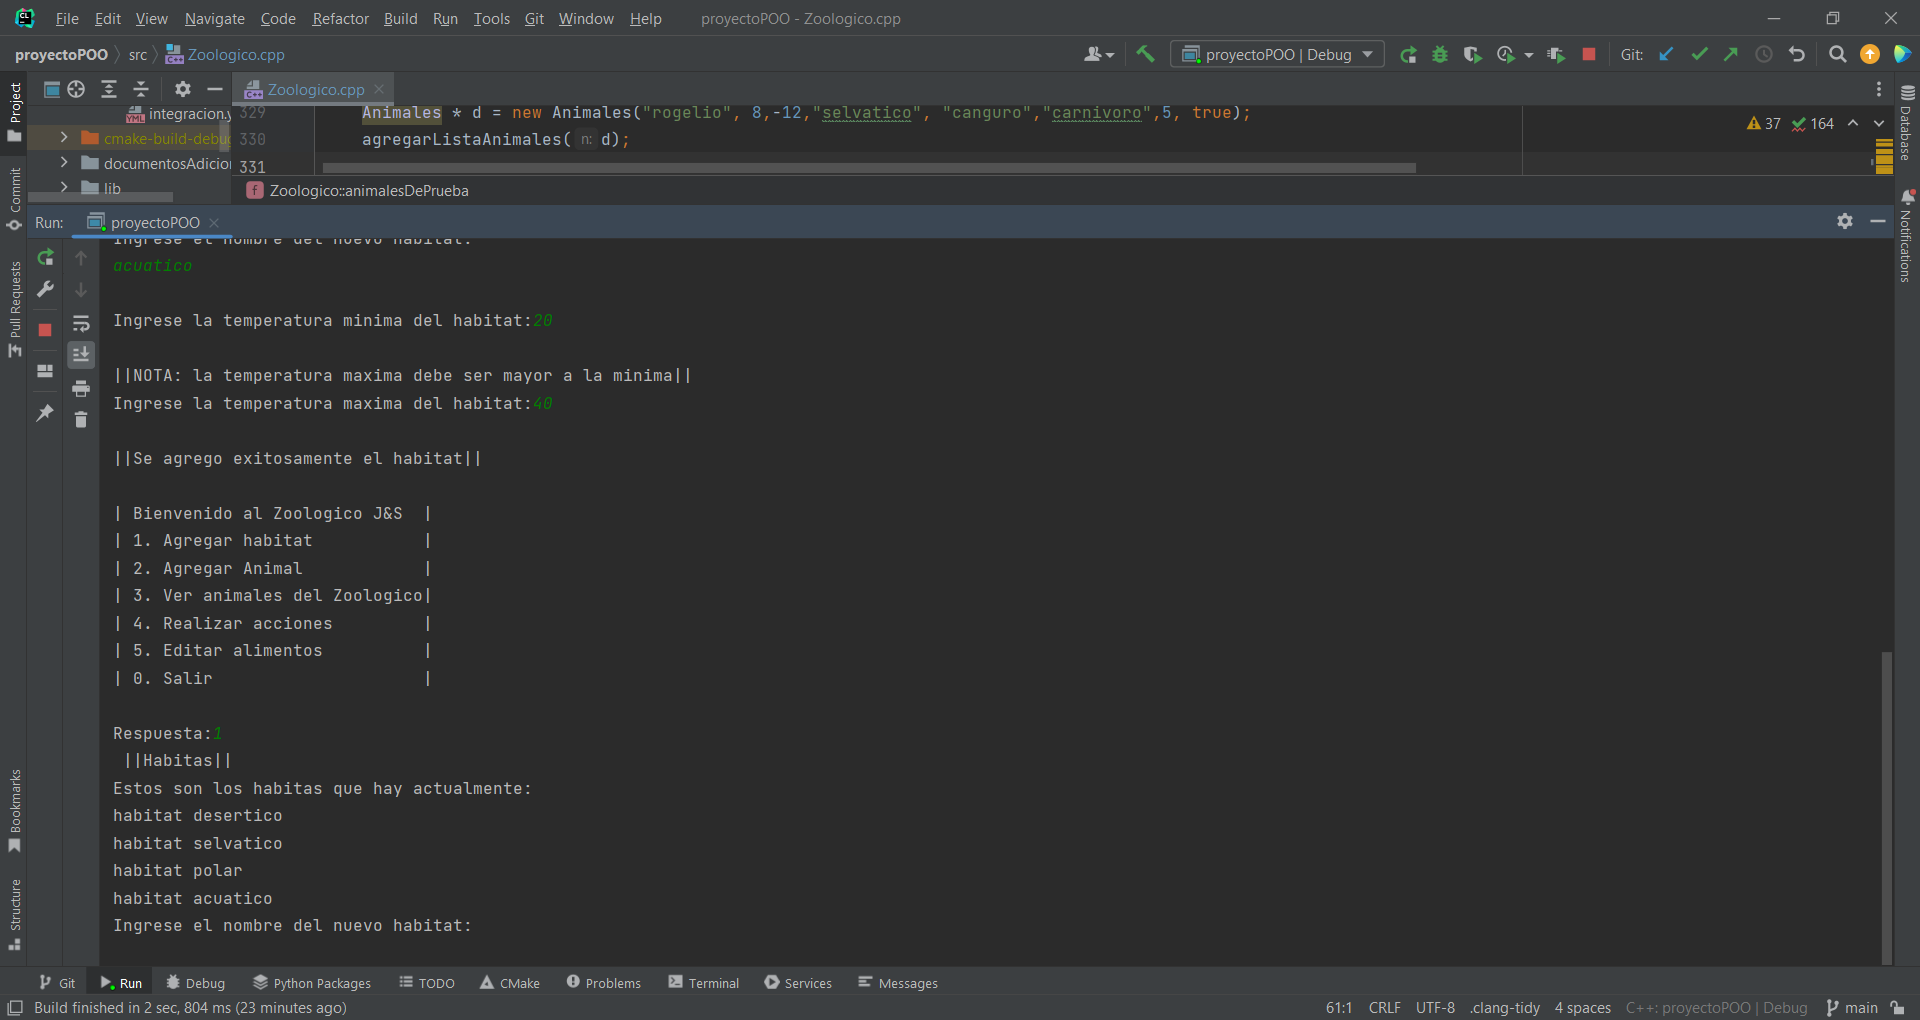 File Edit View Navigate Code Refactor Build Run Tools Git Window Help proyectoPOO - Zoologico.cpp
proyectoPOO src Zoologico.cpp proyectoPOO | Debug Git:
Project
Zoologico.cpp
integracion.y
cmake-build-debug
documentosAdicion
lib
329 Animales * d = new Animales("rogelio", 8,-12,"selvatico", "canguro","carnivoro",5, true);
330 agregarListaAnimales( n: d);
331
37 164
Zoologico::animalesDePrueba
Database
Notifications
Commit
Pull Requests
Bookmarks
Structure
Run: proyectoPOO
Ingrese el nombre del nuevo habitat:
acuatico
Ingrese la temperatura minima del habitat:20
||NOTA: la temperatura maxima debe ser mayor a la minima||
Ingrese la temperatura maxima del habitat:40
||Se agrego exitosamente el habitat||
| Bienvenido al Zoologico J&S |
| 1. Agregar habitat |
| 2. Agregar Animal |
| 3. Ver animales del Zoologico|
| 4. Realizar acciones |
| 5. Editar alimentos |
| 0. Salir |
Respuesta:1
||Habitas||
Estos son los habitas que hay actualmente:
habitat desertico
habitat selvatico
habitat polar
habitat acuatico
Ingrese el nombre del nuevo habitat:
Git Run Debug Python Packages TODO CMake Problems Terminal Services Messages
Build finished in 2 sec, 804 ms (23 minutes ago) 61:1 CRLF UTF-8 .clang-tidy 4 spaces C++: proyectoPOO | Debug main